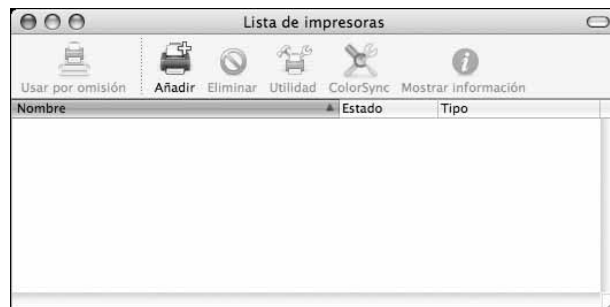 Lista de impresoras
Usar por omisión Añadir Eliminar Utilidad ColorSync Mostrar información
Nombre Estado Tipo